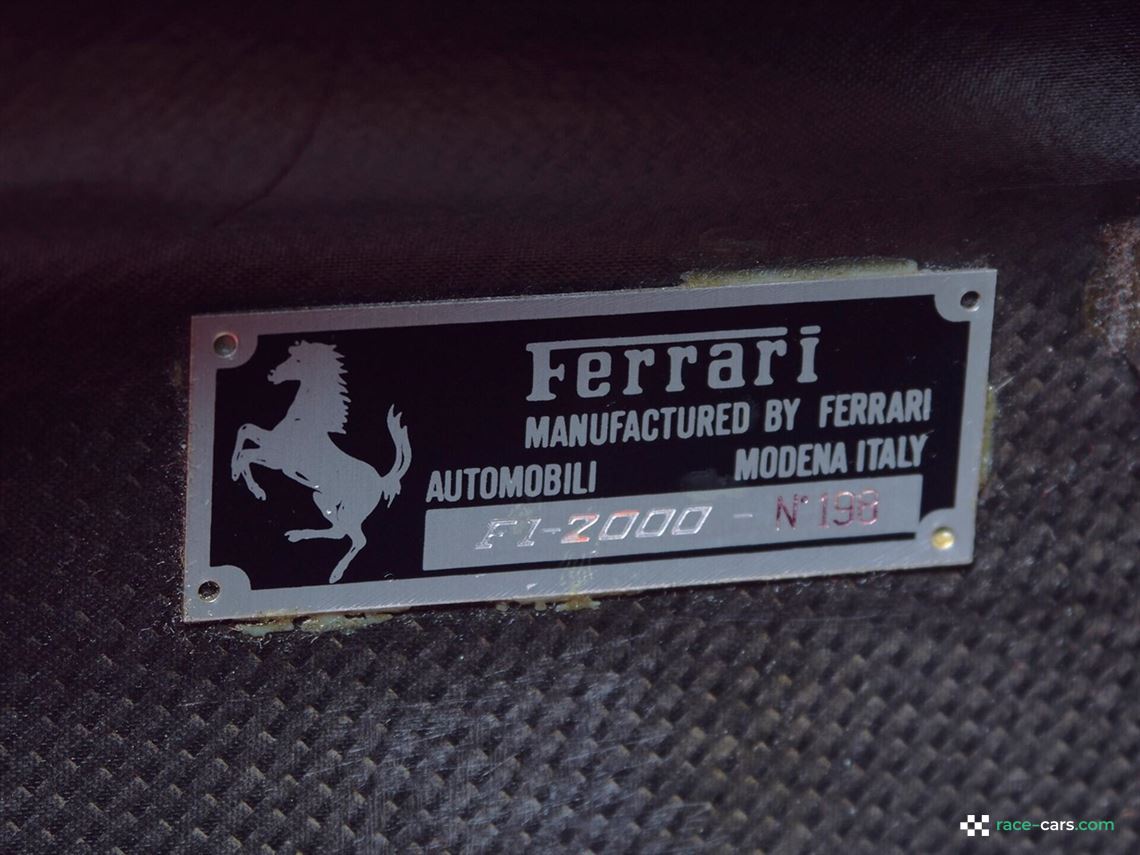 Ferrari
MANUFACTURED BY FERRARI
AUTOMOBILI MODENA ITALY
F1-2000 - N° 198
race-cars.com